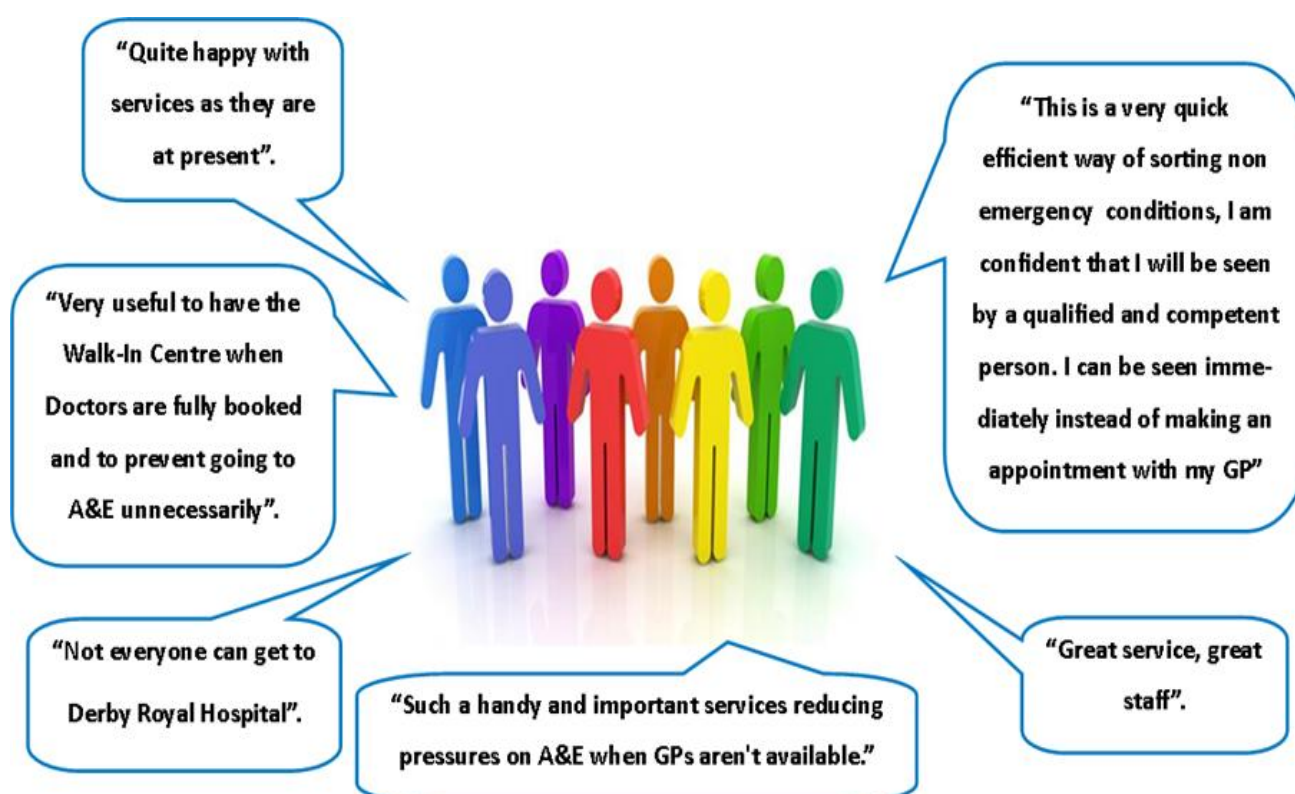 “Quite happy with
services as they are
at present”.
“This is a very quick
efficient way of sorting non
emergency conditions, I am
confident that I will be seen
by a qualified and competent
person. I can be seen imme-
diately instead of making an
appointment with my GP”
“Very useful to have the
Walk-In Centre when
Doctors are fully booked
and to prevent going to
A&E unnecessarily”.
“Not everyone can get to
Derby Royal Hospital”.
“Such a handy and important services reducing
pressures on A&E when GPs aren't available.”
“Great service, great
staff”.